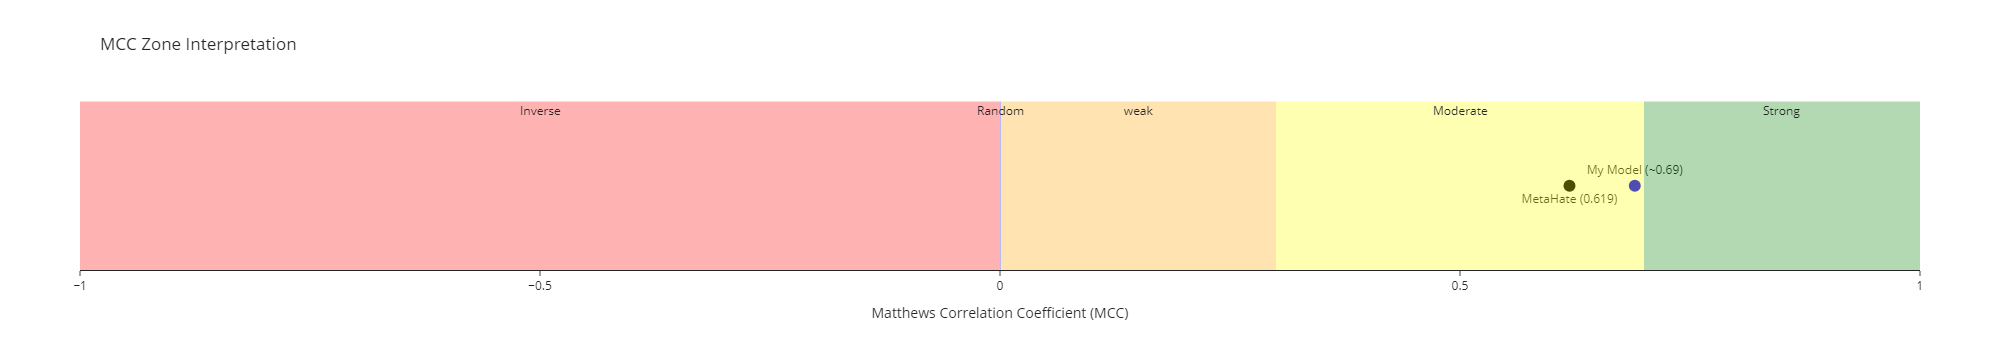 MCC Zone Interpretation
Inverse
Random
weak
Moderate
Strong
My Model (~0.69)
MetaHate (0.619)
−1
−0.5
0
0.5
1
Matthews Correlation Coefficient (MCC)